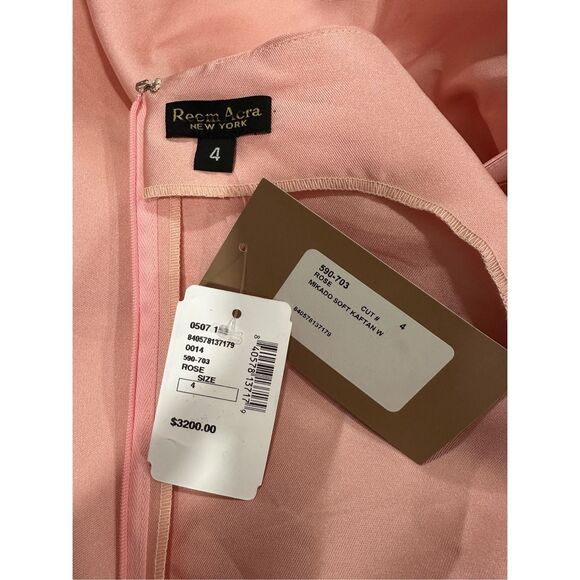 Reem Acra
NEW YORK
4
590-703
ROSE
CUT # 4
MIKADO SOFT KAFTAN W
840578137179
0507
840578137179
0014
590-703
ROSE
SIZE
4
$3200.00
840578137179